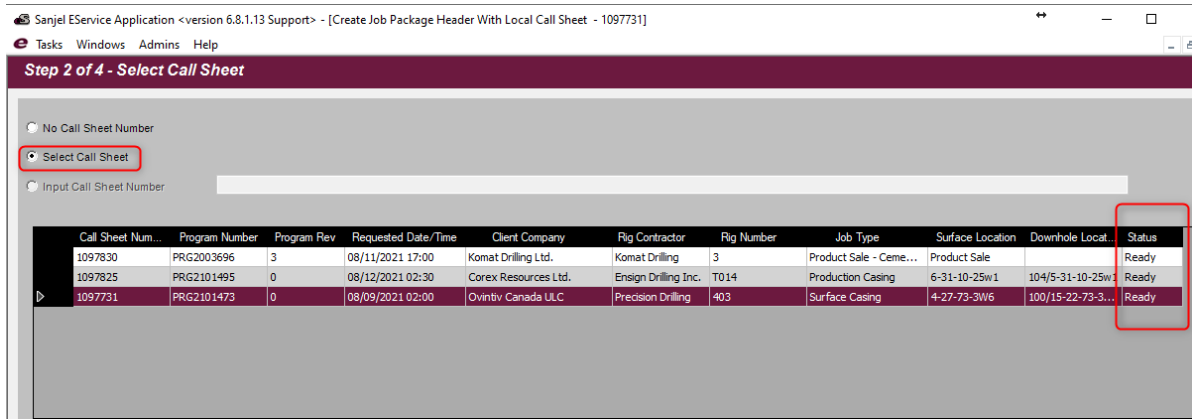 Sanjel EService Application <version 6.8.1.13 Support> - [Create Job Package Header With Local Call Sheet - 1097731]
Tasks Windows Admins Help
Step 2 of 4 - Select Call Sheet
No Call Sheet Number
Select Call Sheet
Input Call Sheet Number
Call Sheet Num... Program Number Program Rev Requested Date/Time Client Company Rig Contractor Rig Number Job Type Surface Location Downhole Locat... Status
1097830 PRG2003696 3 08/11/2021 17:00 Komat Drilling Ltd. Komat Drilling 3 Product Sale - Ceme... Product Sale Ready
1097825 PRG2101495 0 08/12/2021 02:30 Corex Resources Ltd. Ensign Drilling Inc. T014 Production Casing 6-31-10-25w1 104/5-31-10-25w1 Ready
1097731 PRG2101473 0 08/09/2021 02:00 Ovintiv Canada ULC Precision Drilling 403 Surface Casing 4-27-73-3W6 100/15-22-73-3... Ready